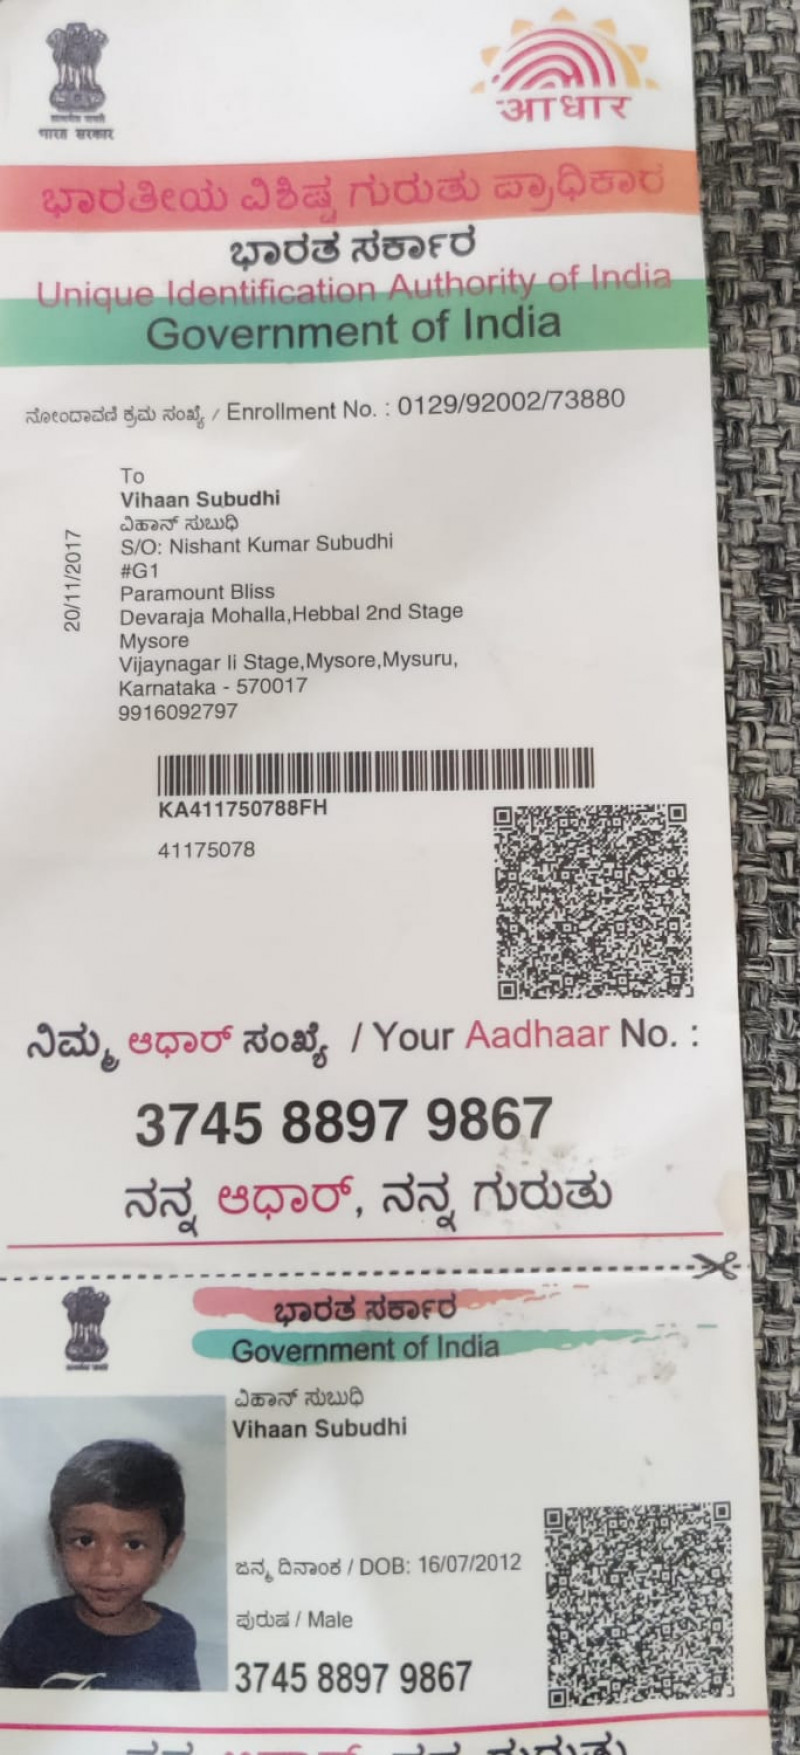 भारत सरकार
आधार
ಭಾರತೀಯ ವಿಶಿಷ್ಟ ಗುರುತು ಪ್ರಾಧಿಕಾರ
ಭಾರತ ಸರ್ಕಾರ
Unique Identification Authority of India
Government of India
ನೋಂದಾವಣಿ ಕ್ರಮ ಸಂಖ್ಯೆ / Enrollment No. : 0129/92002/73880
20/11/2017
To
Vihaan Subudhi
ವಿಹಾನ್ ಸುಬುಧಿ
S/O: Nishant Kumar Subudhi
#G1
Paramount Bliss
Devaraja Mohalla,Hebbal 2nd Stage
Mysore
Vijaynagar Ii Stage,Mysore,Mysuru,
Karnataka - 570017
9916092797
KA411750788FH
41175078
ನಿಮ್ಮ ಆಧಾರ್ ಸಂಖ್ಯೆ / Your Aadhaar No. :
3745 8897 9867
ನನ್ನ ಆಧಾರ್, ನನ್ನ ಗುರುತು
ಭಾರತ ಸರ್ಕಾರ
Government of India
ವಿಹಾನ್ ಸುಬುಧಿ
Vihaan Subudhi
ಜನ್ಮ ದಿನಾಂಕ / DOB: 16/07/2012
ಪುರುಷ / Male
3745 8897 9867